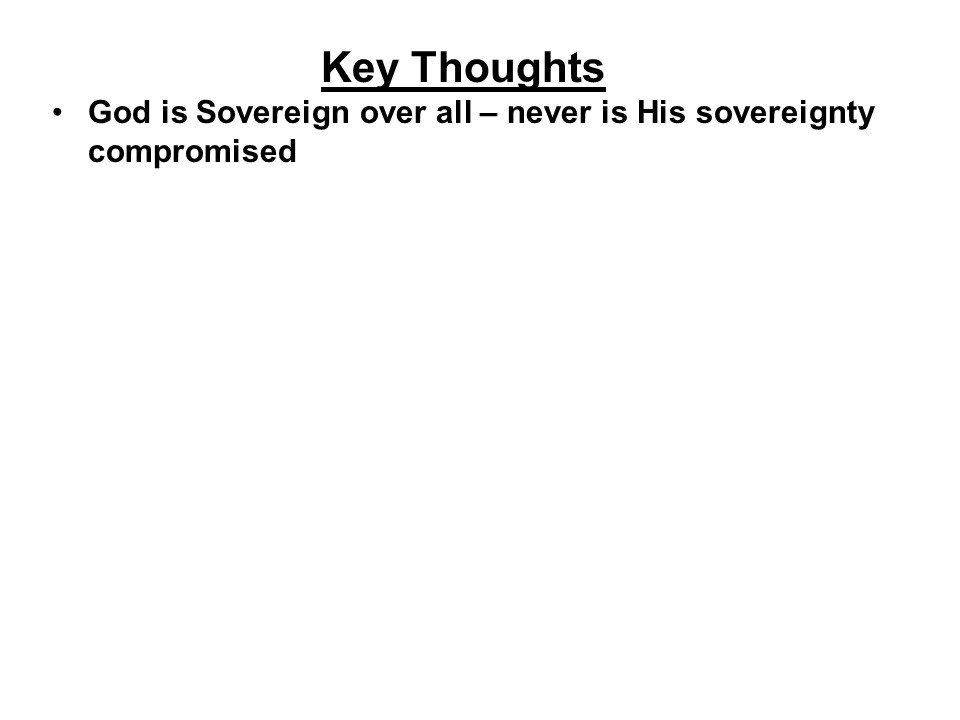 Key Thoughts
• God is Sovereign over all – never is His sovereignty
compromised